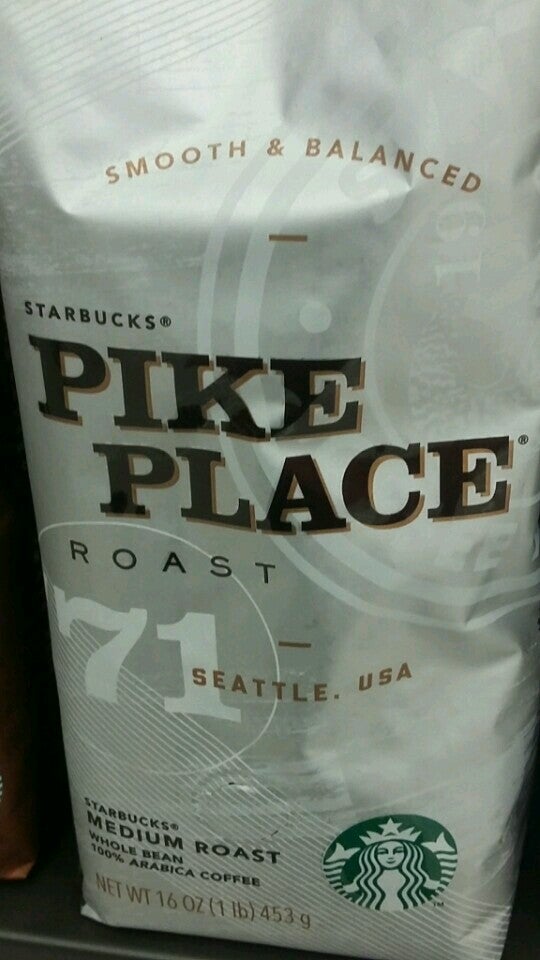 SMOOTH & BALANCED
STARBUCKS®
PIKE
PLACE®
ROAST
71
SEATTLE. USA
STARBUCKS®
MEDIUM ROAST
WHOLE BEAN
100% ARABICA COFFEE
NET WT 16 OZ (1 lb) 453 g
TM